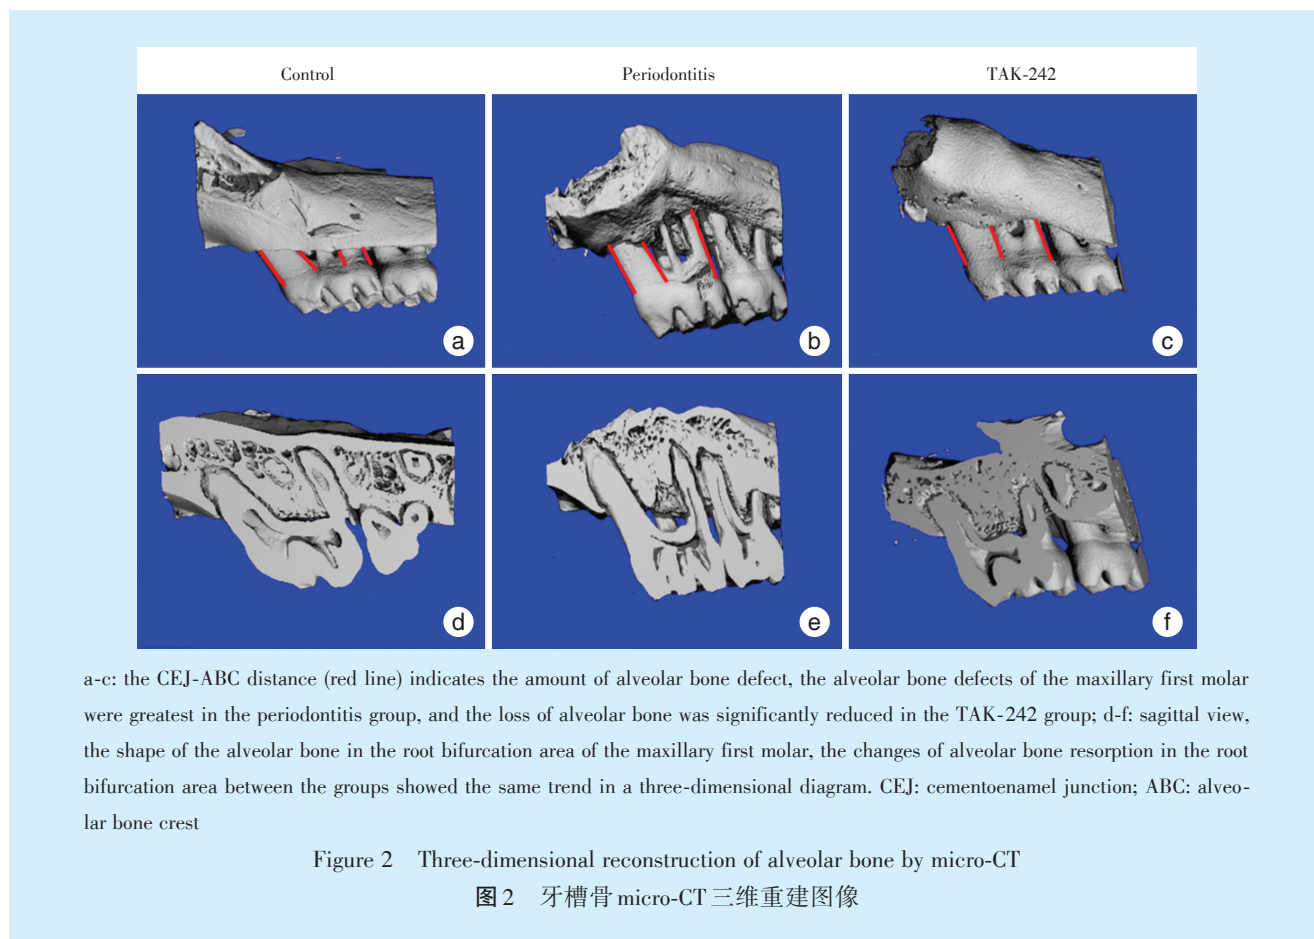 Control Periodontitis TAK-242
a b c
d e f
a-c: the CEJ-ABC distance (red line) indicates the amount of alveolar bone defect, the alveolar bone defects of the maxillary first molar
were greatest in the periodontitis group, and the loss of alveolar bone was significantly reduced in the TAK-242 group; d-f: sagittal view,
the shape of the alveolar bone in the root bifurcation area of the maxillary first molar, the changes of alveolar bone resorption in the root
bifurcation area between the groups showed the same trend in a three-dimensional diagram. CEJ: cementoenamel junction; ABC: alveo-
lar bone crest
Figure 2 Three-dimensional reconstruction of alveolar bone by micro-CT
图2 牙槽骨micro-CT三维重建图像